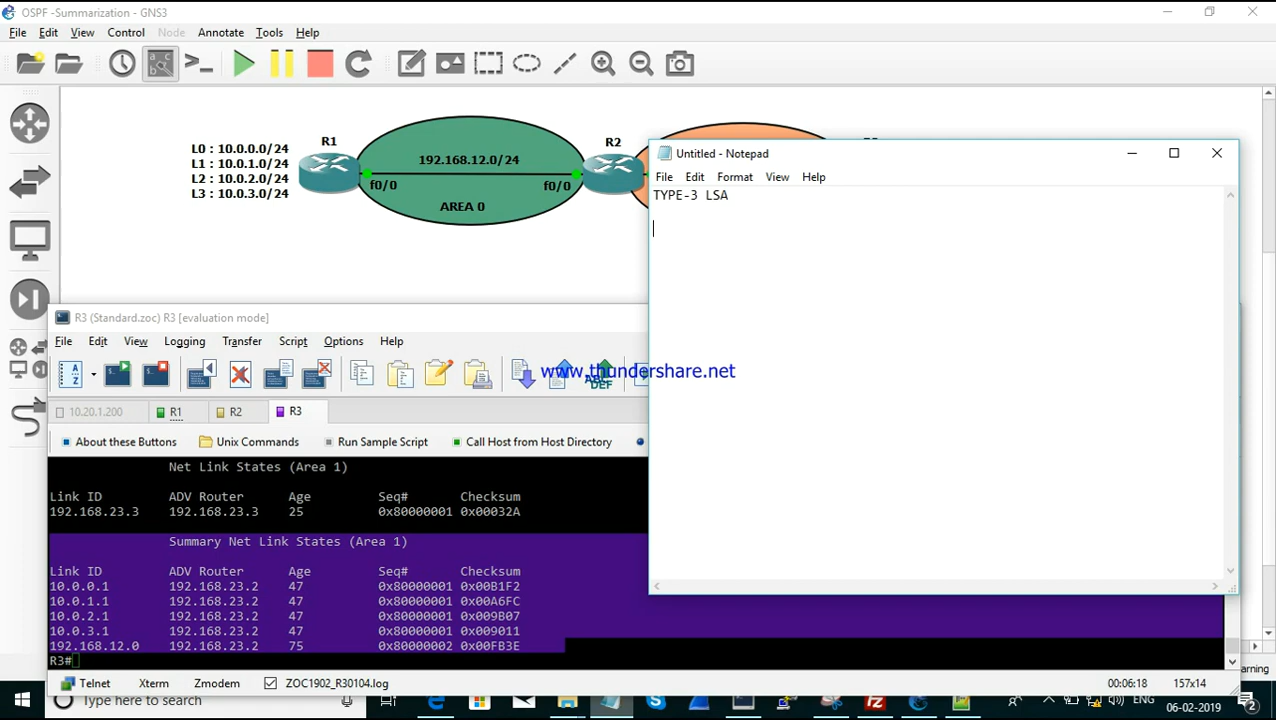 OSPF -Summarization - GNS3
File Edit View Control Node Annotate Tools Help
L0 : 10.0.0.0/24
L1 : 10.0.1.0/24
L2 : 10.0.2.0/24
L3 : 10.0.3.0/24
R1
192.168.12.0/24
f0/0
f0/0
AREA 0
R2
Untitled - Notepad
File Edit Format View Help
TYPE-3 LSA
R3 (Standard.zoc) R3 [evaluation mode]
File Edit View Logging Transfer Script Options Help
A
Z
ABC
DEF
www.thundershare.net
10.20.1.200 R1 R2 R3
About these Buttons Unix Commands Run Sample Script Call Host from Host Directory
Net Link States (Area 1)
Link ID ADV Router Age Seq# Checksum
192.168.23.3 192.168.23.3 25 0x80000001 0x00032A
Summary Net Link States (Area 1)
Link ID ADV Router Age Seq# Checksum
10.0.0.1 192.168.23.2 47 0x80000001 0x00B1F2
10.0.1.1 192.168.23.2 47 0x80000001 0x00A6FC
10.0.2.1 192.168.23.2 47 0x80000001 0x009B07
10.0.3.1 192.168.23.2 47 0x80000001 0x009011
192.168.12.0 192.168.23.2 75 0x80000002 0x00FB3E
R3#
Telnet Xterm Zmodem ZOC1902_R30104.log 00:06:18 157x14
Type here to search
ENG
06-02-2019
2